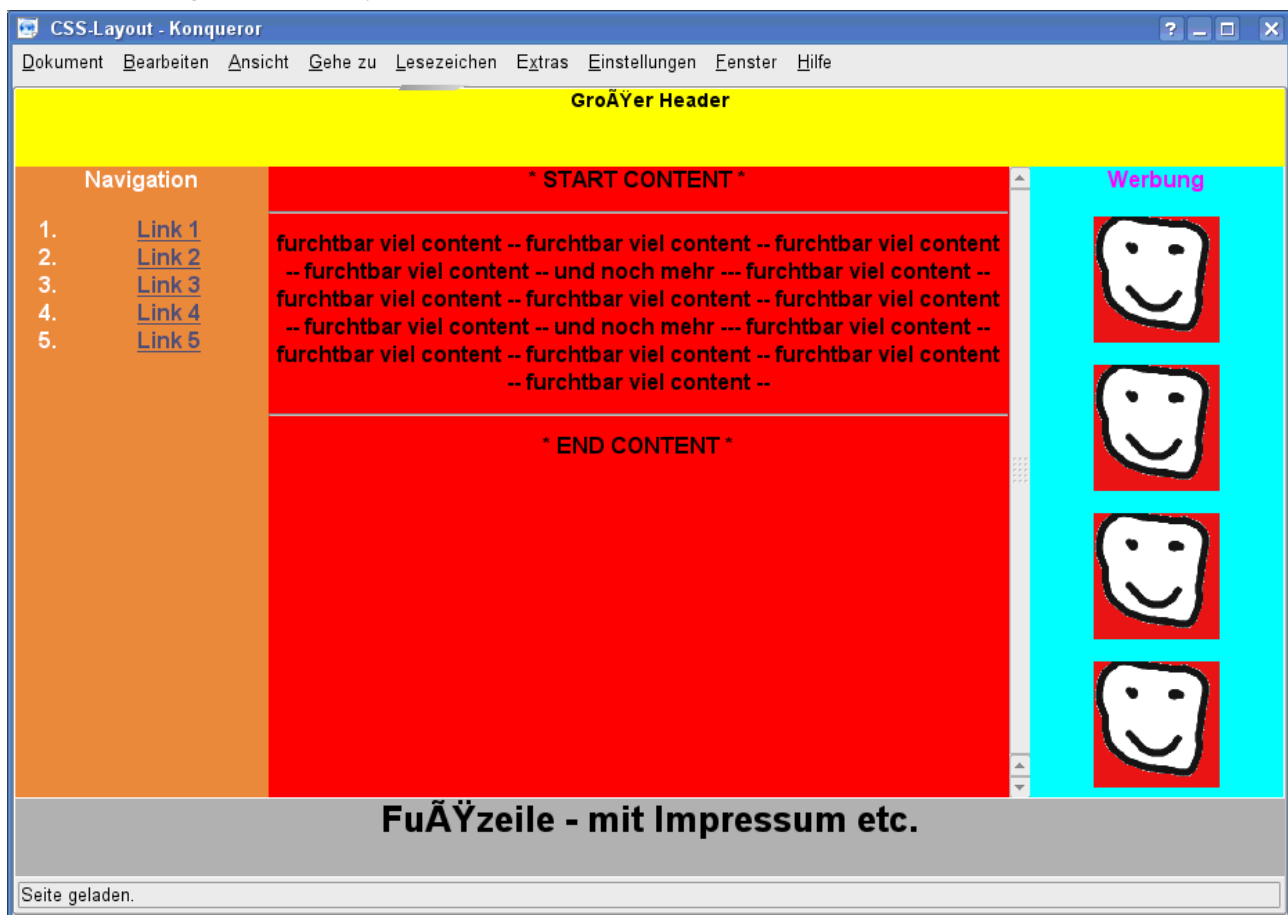 CSS-Layout - Konqueror
Dokument Bearbeiten Ansicht Gehe zu Lesezeichen Extras Einstellungen Fenster Hilfe
GroÃŸer Header
Navigation
1. Link 1
2. Link 2
3. Link 3
4. Link 4
5. Link 5
* START CONTENT *
furchtbar viel content -- furchtbar viel content -- furchtbar viel content
-- furchtbar viel content -- und noch mehr --- furchtbar viel content --
furchtbar viel content -- furchtbar viel content -- furchtbar viel content
-- furchtbar viel content -- und noch mehr --- furchtbar viel content --
furchtbar viel content -- furchtbar viel content -- furchtbar viel content
-- furchtbar viel content --
* END CONTENT *
Werbung
FuÃŸzeile - mit Impressum etc.
Seite geladen.